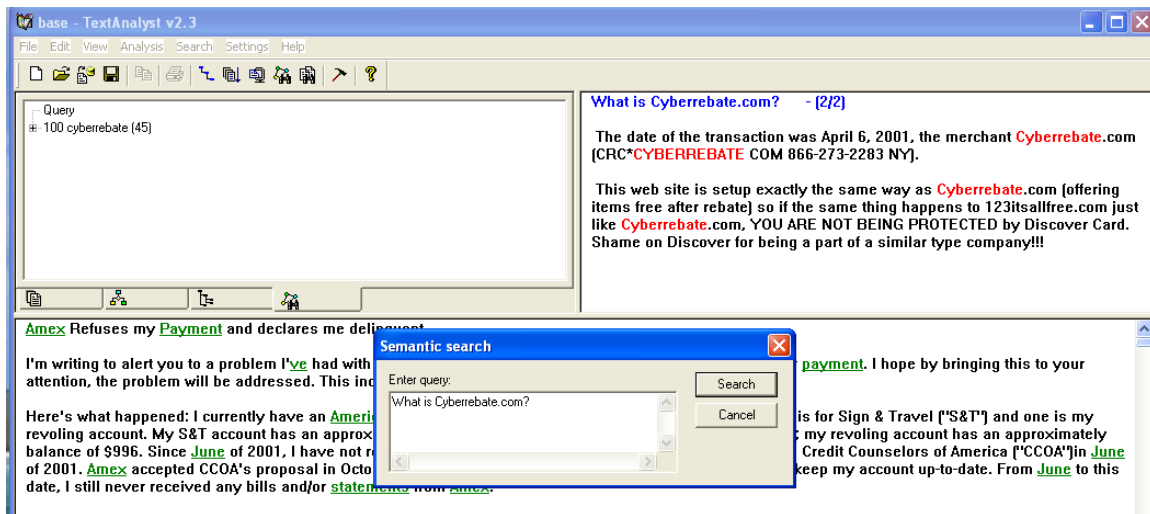 base - TextAnalyst v2.3
File Edit View Analysis Search Settings Help
Query
100 cyberrebate (45)
What is Cyberrebate.com? - (2/2)
The date of the transaction was April 6, 2001, the merchant Cyberrebate.com
(CRC*CYBERREBATE COM 866-273-2283 NY).
This web site is setup exactly the same way as Cyberrebate.com (offering
items free after rebate) so if the same thing happens to 123itsallfree.com just
like Cyberrebate.com, YOU ARE NOT BEING PROTECTED by Discover Card.
Shame on Discover for being a part of a similar type company!!!
Amex Refuses my Payment and declares me delinquent
I'm writing to alert you to a problem I've had with payment. I hope by bringing this to your
attention, the problem will be addressed. This
Here's what happened: I currently have an is for Sign & Travel ("S&T") and one is my
revoling account. My S&T account has an approx ; my revoling account has an approximately
balance of $996. Since June of 2001, I have not Credit Counselors of America ("CCOA")in June
of 2001. Amex accepted CCOA's proposal in keep my account up-to-date. From June to this
date, I still never received any bills and/or statements from Amex.
Semantic search
Enter query:
What is Cyberrebate.com?
Search
Cancel